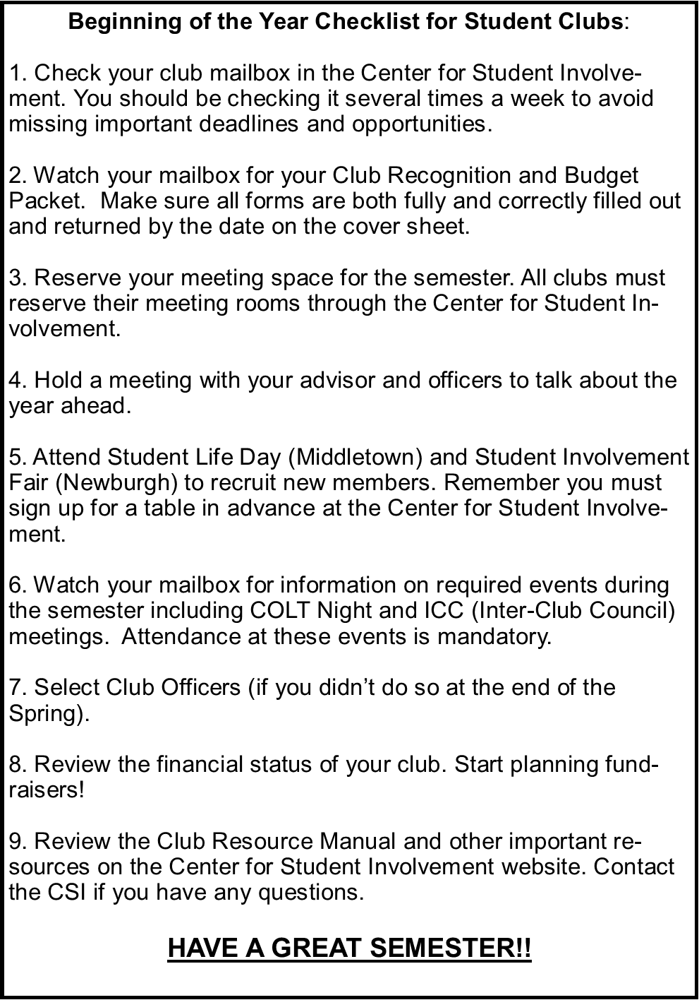 Beginning of the Year Checklist for Student Clubs:
1. Check your club mailbox in the Center for Student Involve-
ment. You should be checking it several times a week to avoid
missing important deadlines and opportunities.
2. Watch your mailbox for your Club Recognition and Budget
Packet.  Make sure all forms are both fully and correctly filled out
and returned by the date on the cover sheet.
3. Reserve your meeting space for the semester. All clubs must
reserve their meeting rooms through the Center for Student In-
volvement.
4. Hold a meeting with your advisor and officers to talk about the
year ahead.
5. Attend Student Life Day (Middletown) and Student Involvement
Fair (Newburgh) to recruit new members. Remember you must
sign up for a table in advance at the Center for Student Involve-
ment.
6. Watch your mailbox for information on required events during
the semester including COLT Night and ICC (Inter-Club Council)
meetings.  Attendance at these events is mandatory.
7. Select Club Officers (if you didn’t do so at the end of the
Spring).
8. Review the financial status of your club. Start planning fund-
raisers!
9. Review the Club Resource Manual and other important re-
sources on the Center for Student Involvement website. Contact
the CSI if you have any questions.
HAVE A GREAT SEMESTER!!